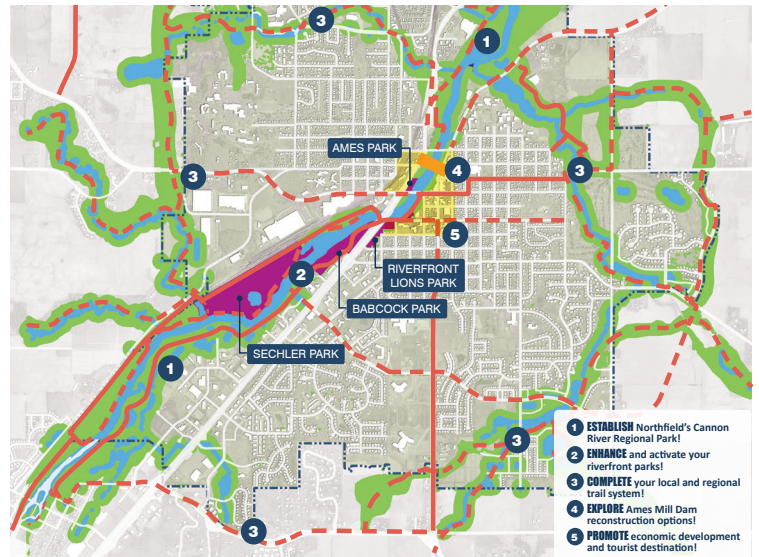 3
1
AMES PARK
4
3
3
5
RIVERFRONT
LIONS PARK
2
BABCOCK PARK
SECHLER PARK
1
3
3
1 ESTABLISH Northfield's Cannon
River Regional Park!
2 ENHANCE and activate your
riverfront parks!
3 COMPLETE your local and regional
trail system!
4 EXPLORE Ames Mill Dam
reconstruction options!
5 PROMOTE economic development
and tourist destination!